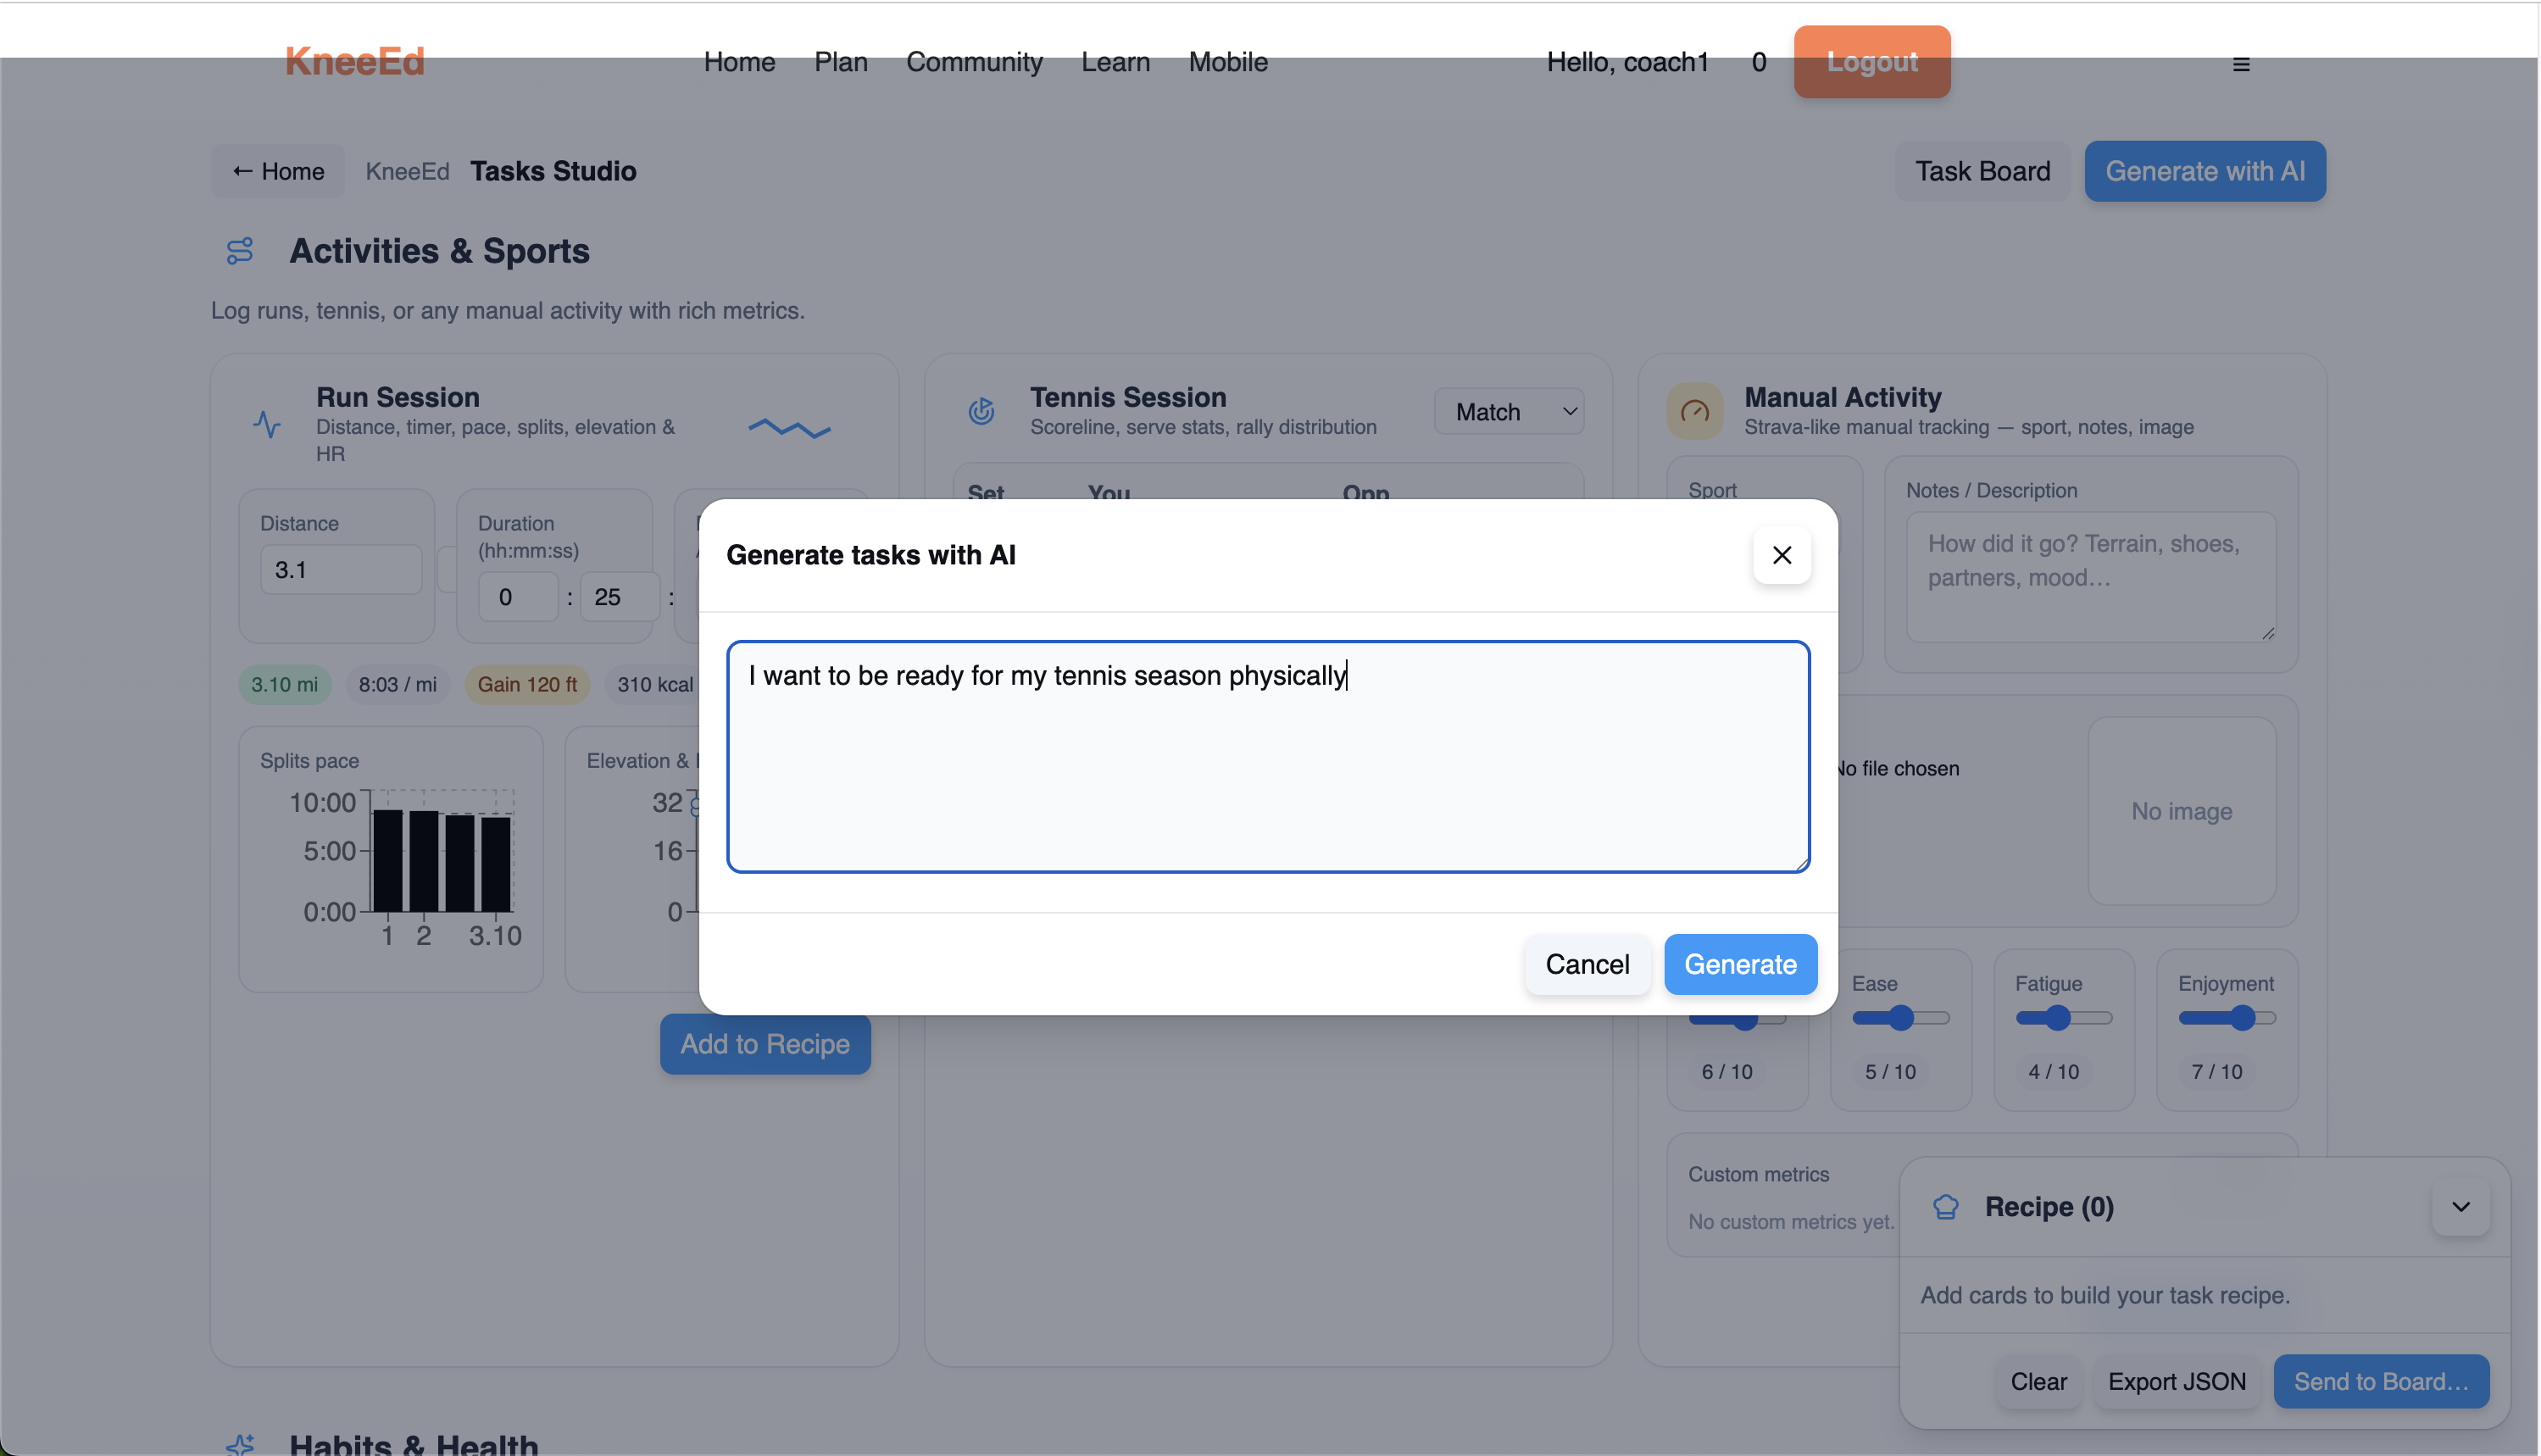 KneeEd
Home Plan Community Learn Mobile
Hello, coach1 0 Logout
← Home KneeEd Tasks Studio
Task Board Generate with AI
Activities & Sports
Log runs, tennis, or any manual activity with rich metrics.
Run Session
Distance, timer, pace, splits, elevation &
HR
Distance
3.1
Duration
(hh:mm:ss)
0 : 25 :
3.10 mi 8:03 / mi Gain 120 ft 310 kcal
Splits pace
10:00
5:00
0:00
1 2 3.10
Elevation &
32
16
0
Add to Recipe
Tennis Session
Scoreline, serve stats, rally distribution
Match
Set You Opp
Manual Activity
Strava-like manual tracking — sport, notes, image
Sport
Notes / Description
How did it go? Terrain, shoes,
partners, mood…
No file chosen
No image
Generate tasks with AI
I want to be ready for my tennis season physically
Cancel Generate
Ease Fatigue Enjoyment
6 / 10 5 / 10 4 / 10 7 / 10
Custom metrics
No custom metrics yet.
Recipe (0)
Add cards to build your task recipe.
Clear Export JSON Send to Board…
Habits & Health